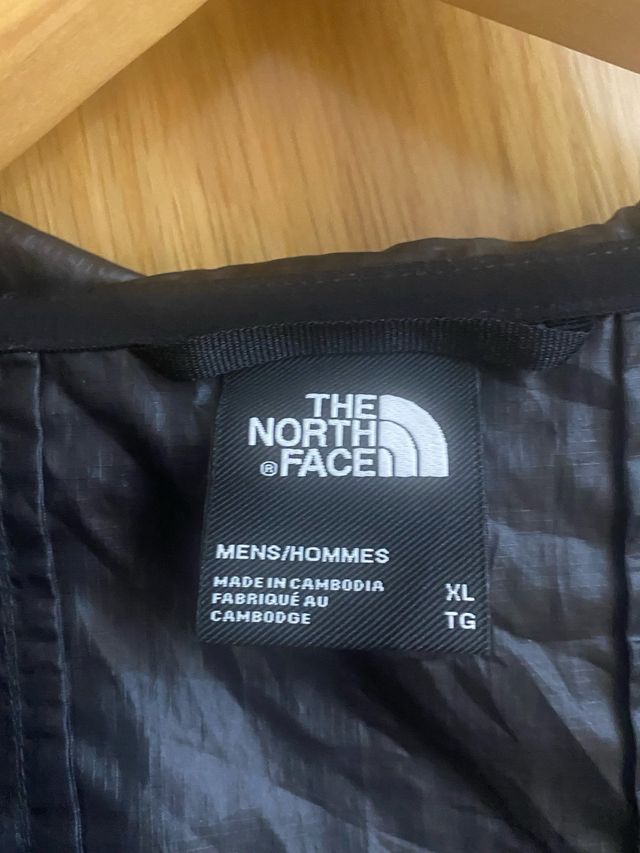 THE
NORTH
® FACE
MENS/HOMMES
MADE IN CAMBODIA
FABRIQUÉ AU
CAMBODGE
XL
TG